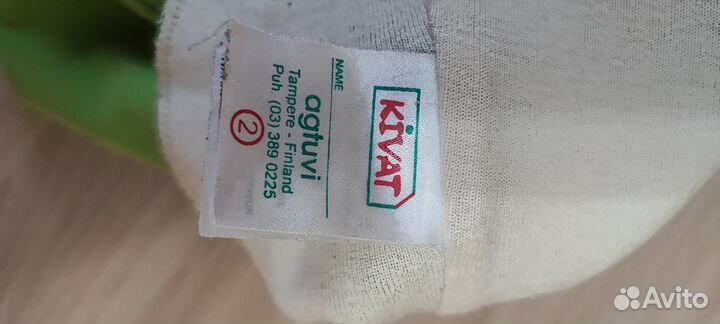 KIVAT
NAME
agtuvi
Tampere - Finland
Puh. (03) 389 0225
2
Avito